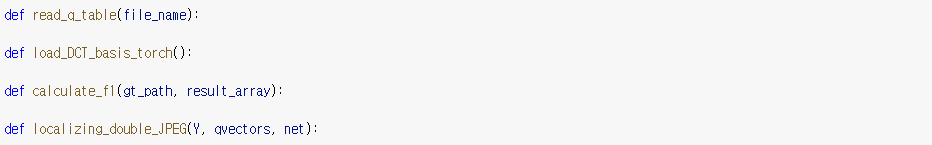 def read_q_table(file_name):
def load_DCT_basis_torch():
def calculate_f1(gt_path, result_array):
def localizing_double_JPEG(Y, qvectors, net):